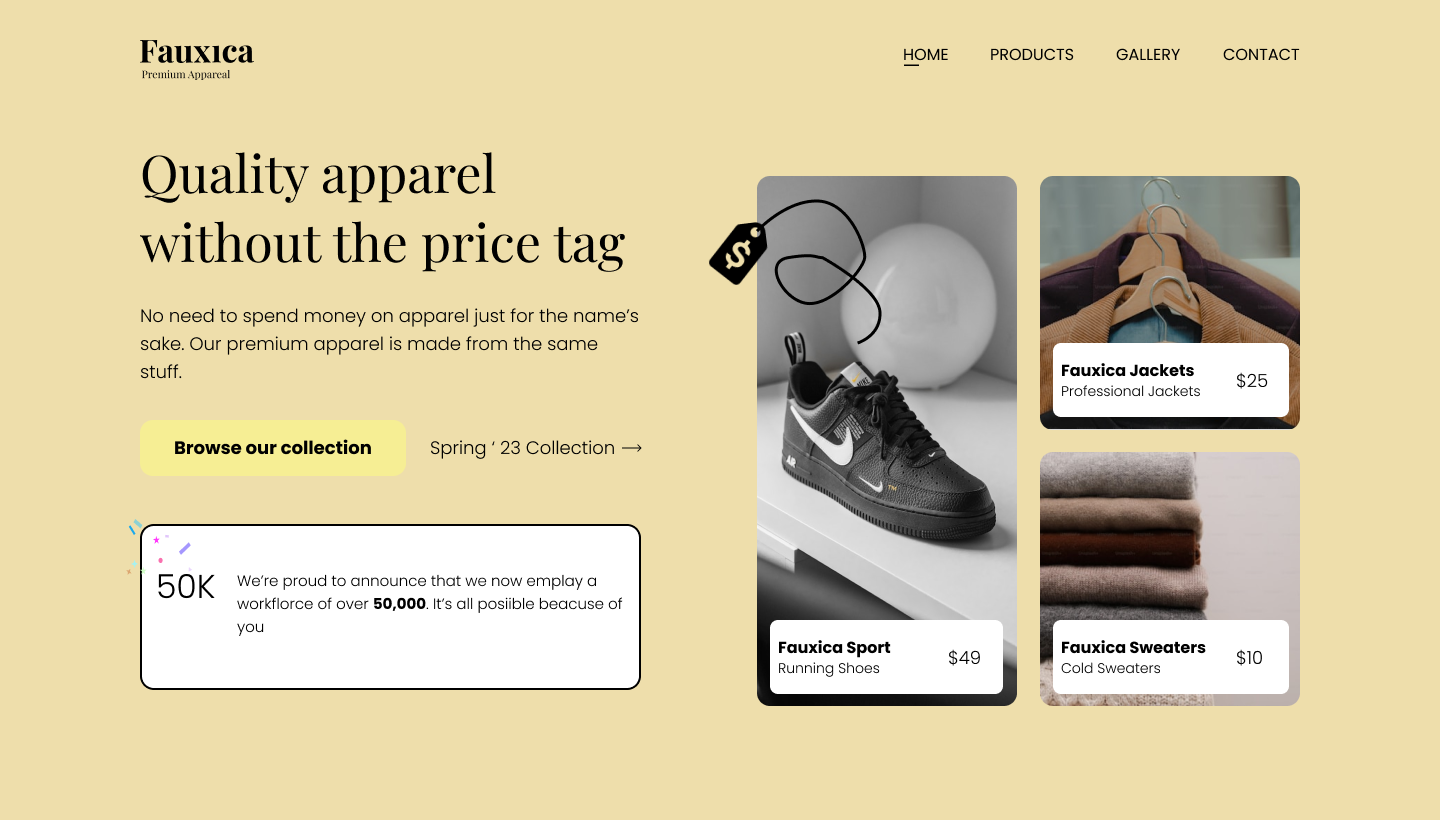 Fauxıca
Premium Appareal
HOME
PRODUCTS
GALLERY
CONTACT
Quality apparel
without the price tag
No need to spend money on apparel just for the name’s
sake. Our premium apparel is made from the same
stuff.
Browse our collection
Spring ‘ 23 Collection →
50K
We’re proud to announce that we now emplay a
workflorce of over 50,000. It’s all posiible beacuse of
you
$
AIR
TM
Fauxica Sport
Running Shoes
$49
Fauxica Jackets
Professional Jackets
$25
Fauxica Sweaters
Cold Sweaters
$10